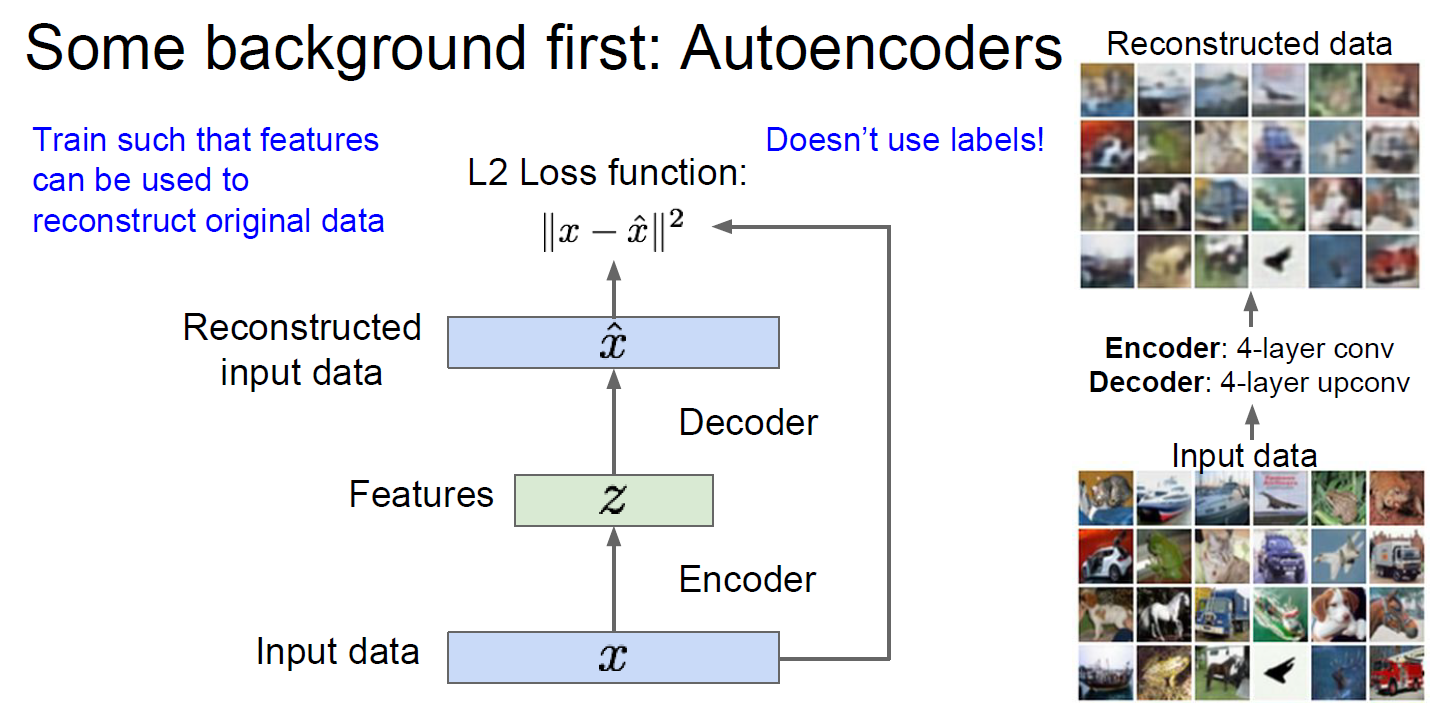 Some background first: Autoencoders
Train such that features
can be used to
reconstruct original data
Doesn't use labels!
L2 Loss function:
‖x − x̂‖²
Reconstructed
input data
x̂
Decoder
Features
z
Encoder
Input data
x
Reconstructed data
Encoder: 4-layer conv
Decoder: 4-layer upconv
Input data